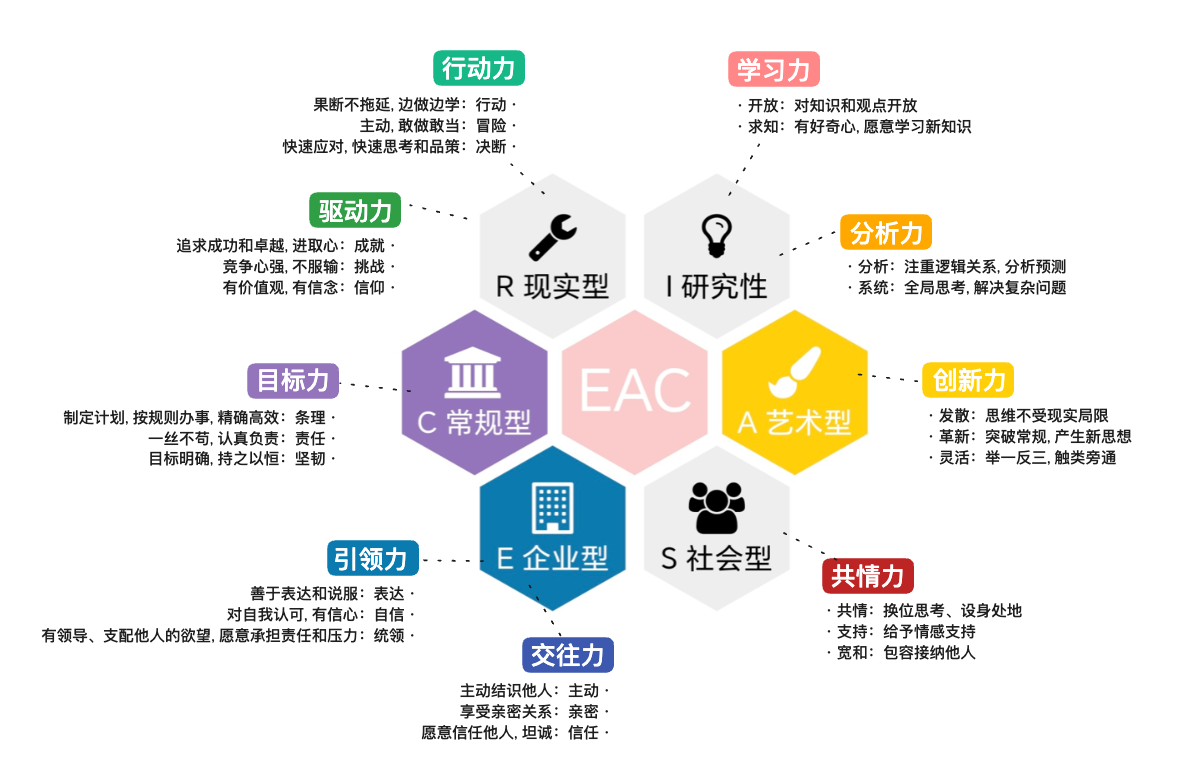 行动力
果断不拖延, 边做边学：行动 ·
主动, 敢做敢当：冒险 ·
快速应对, 快速思考和品策：决断 ·
学习力
· 开放：对知识和观点开放
· 求知：有好奇心, 愿意学习新知识
驱动力
追求成功和卓越, 进取心：成就 ·
竞争心强, 不服输：挑战 ·
有价值观, 有信念：信仰 ·
分析力
· 分析：注重逻辑关系, 分析预测
· 系统：全局思考, 解决复杂问题
R 现实型
I 研究性
目标力
制定计划, 按规则办事, 精确高效：条理 ·
一丝不苟, 认真负责：责任 ·
目标明确, 持之以恒：坚韧 ·
C 常规型
EAC
A 艺术型
创新力
· 发散：思维不受现实局限
· 革新：突破常规, 产生新思想
· 灵活：举一反三, 触类旁通
E 企业型
S 社会型
引领力
善于表达和说服：表达 ·
对自我认可, 有信心：自信 ·
有领导、支配他人的欲望, 愿意承担责任和压力：统领 ·
共情力
· 共情：换位思考、设身处地
· 支持：给予情感支持
· 宽和：包容接纳他人
交往力
主动结识他人：主动 ·
享受亲密关系：亲密 ·
愿意信任他人, 坦诚：信任 ·